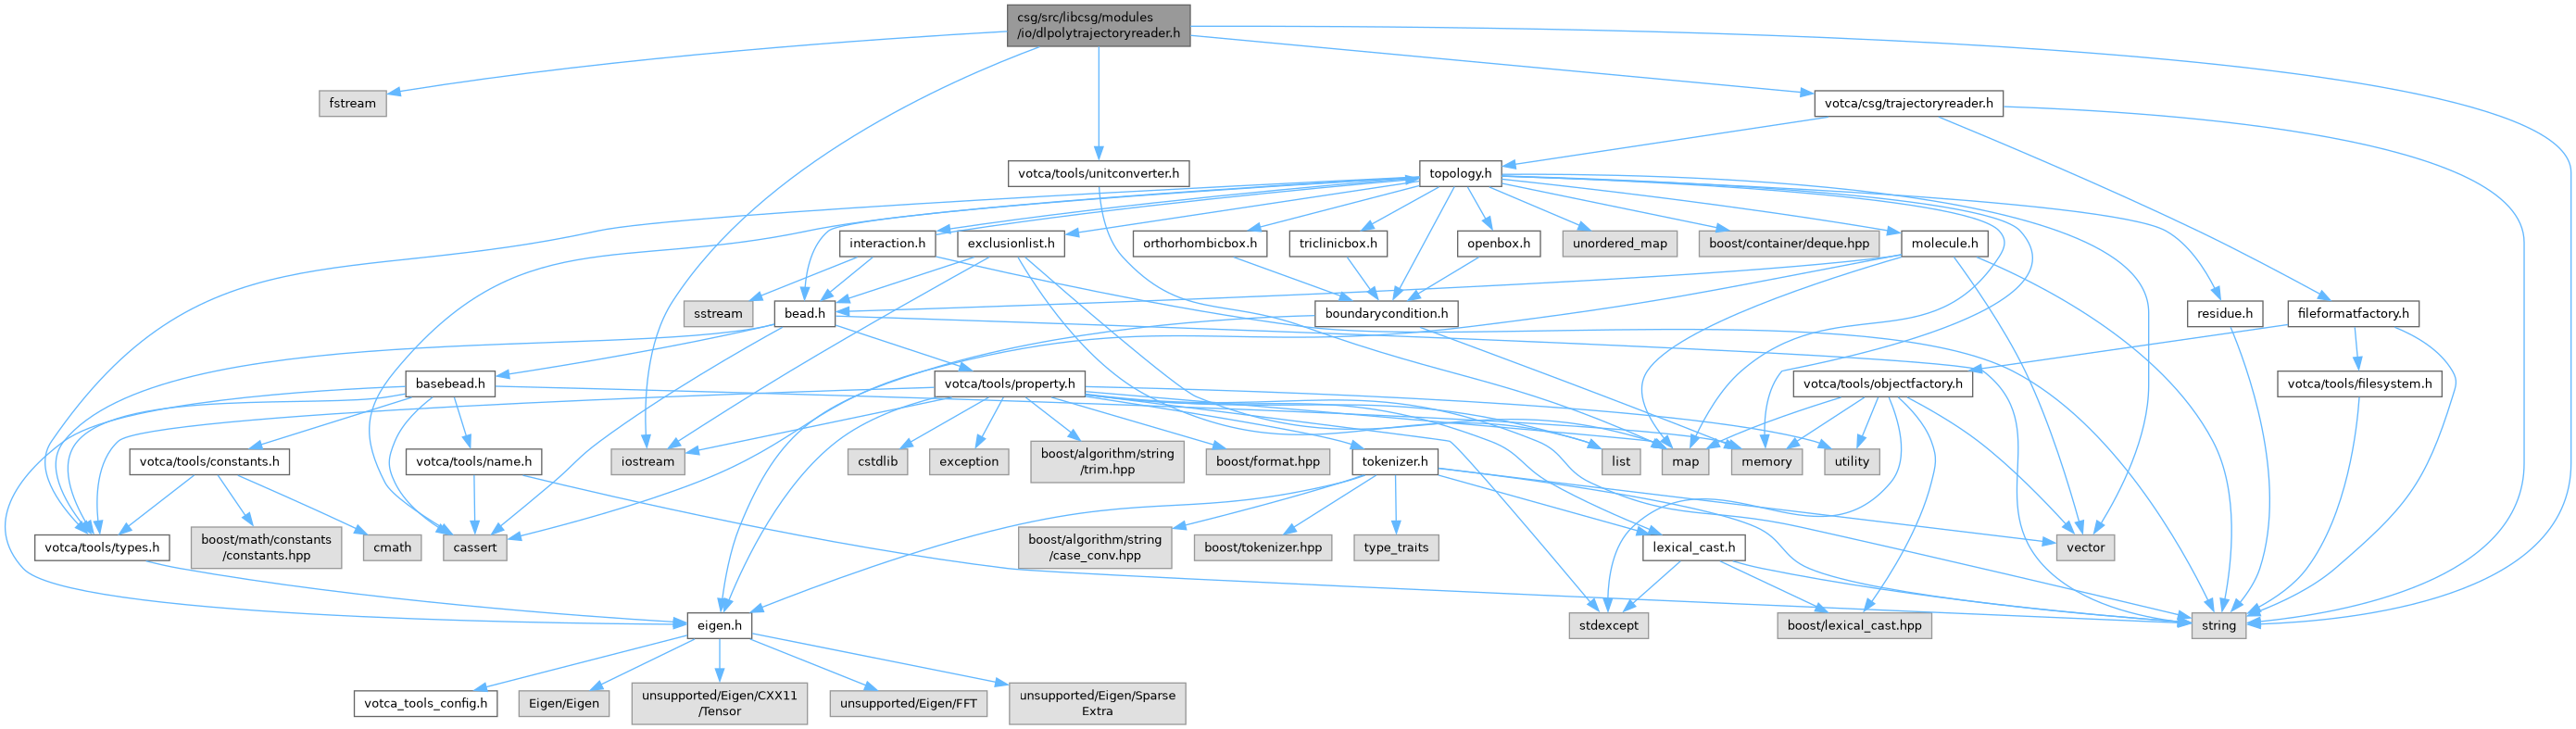 csg/src/libcsg/modules
/io/dlpolytrajectoryreader.h
fstream
votca/csg/trajectoryreader.h
votca/tools/unitconverter.h
topology.h
interaction.h
exclusionlist.h
orthorhombicbox.h
triclinicbox.h
openbox.h
unordered_map
boost/container/deque.hpp
molecule.h
sstream
bead.h
boundarycondition.h
residue.h
fileformatfactory.h
basebead.h
votca/tools/property.h
votca/tools/objectfactory.h
votca/tools/filesystem.h
votca/tools/constants.h
votca/tools/name.h
iostream
cstdlib
exception
boost/algorithm/string
/trim.hpp
boost/format.hpp
tokenizer.h
list
map
memory
utility
votca/tools/types.h
boost/math/constants
/constants.hpp
cmath
cassert
boost/algorithm/string
/case_conv.hpp
boost/tokenizer.hpp
type_traits
lexical_cast.h
vector
eigen.h
stdexcept
boost/lexical_cast.hpp
string
votca_tools_config.h
Eigen/Eigen
unsupported/Eigen/CXX11
/Tensor
unsupported/Eigen/FFT
unsupported/Eigen/Sparse
Extra